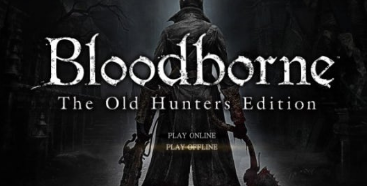 Bloodborne
The Old Hunters Edition
PLAY ONLINE
PLAY OFFLINE